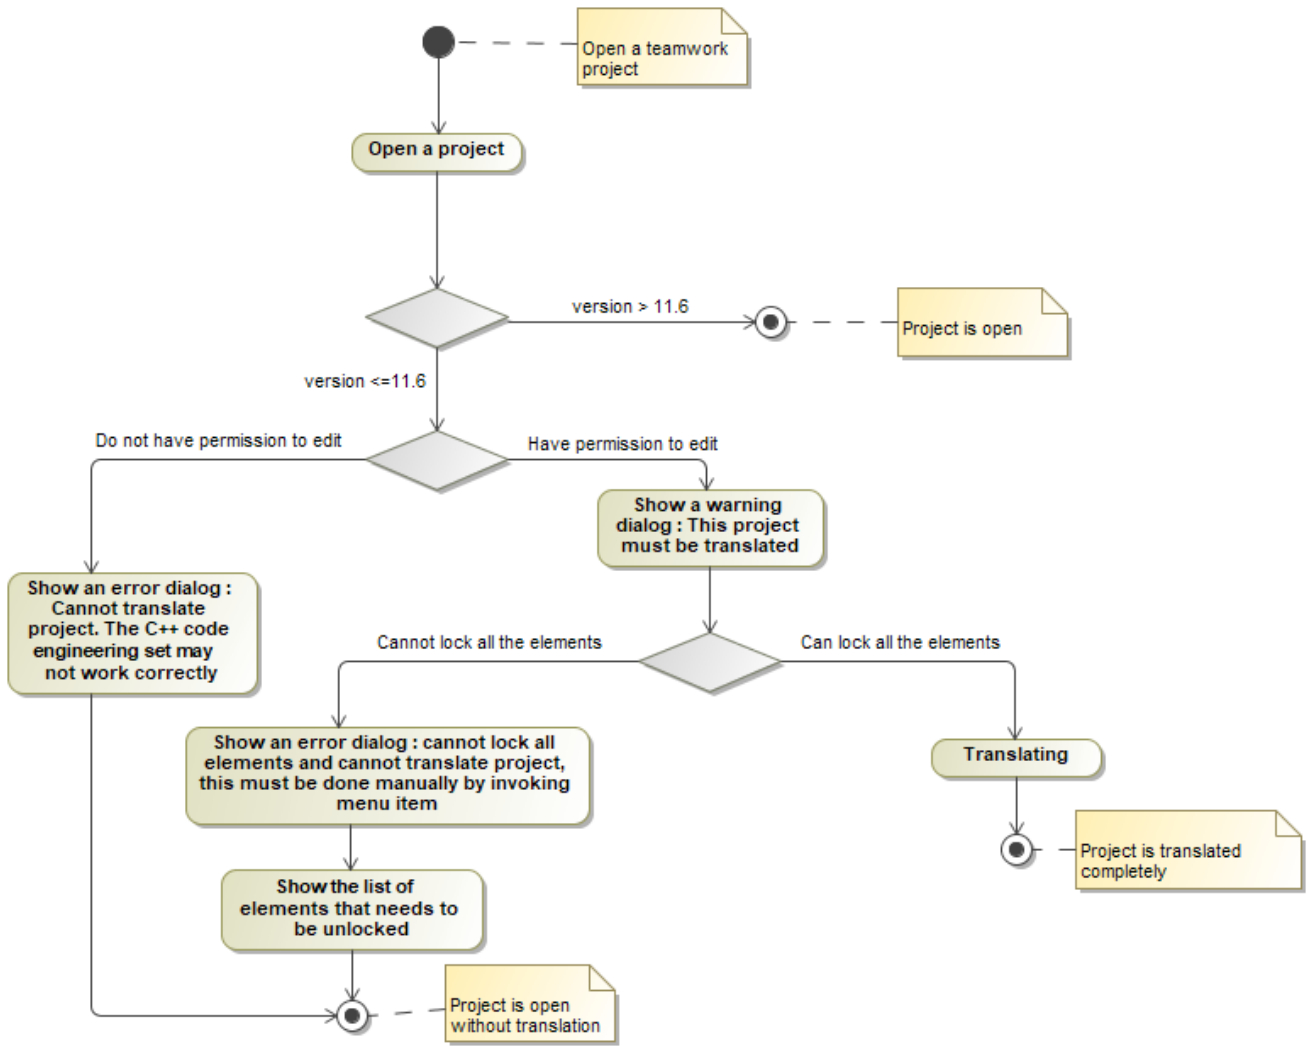 Open a teamwork
project
Open a project
version > 11.6
Project is open
version <=11.6
Do not have permission to edit
Have permission to edit
Show a warning
dialog : This project
must be translated
Show an error dialog :
Cannot translate
project. The C++ code
engineering set may
not work correctly
Cannot lock all the elements
Can lock all the elements
Show an error dialog : cannot lock all
elements and cannot translate project,
this must be done manually by invoking
menu item
Translating
Project is translated
completely
Show the list of
elements that needs to
be unlocked
Project is open
without translation